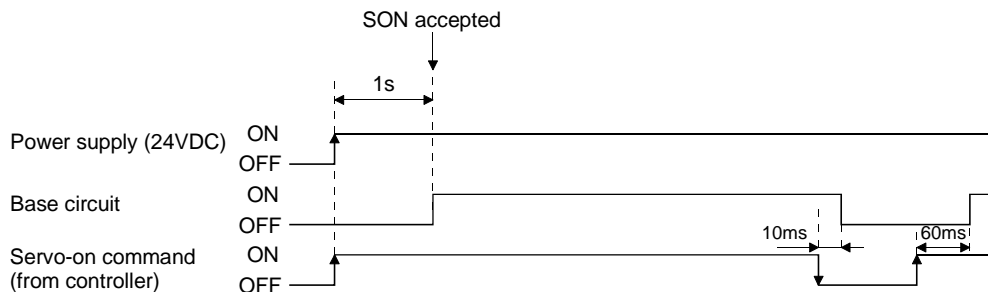 SON accepted
1s
Power supply (24VDC)
ON
OFF
Base circuit
ON
OFF
10ms
60ms
Servo-on command
(from controller)
ON
OFF